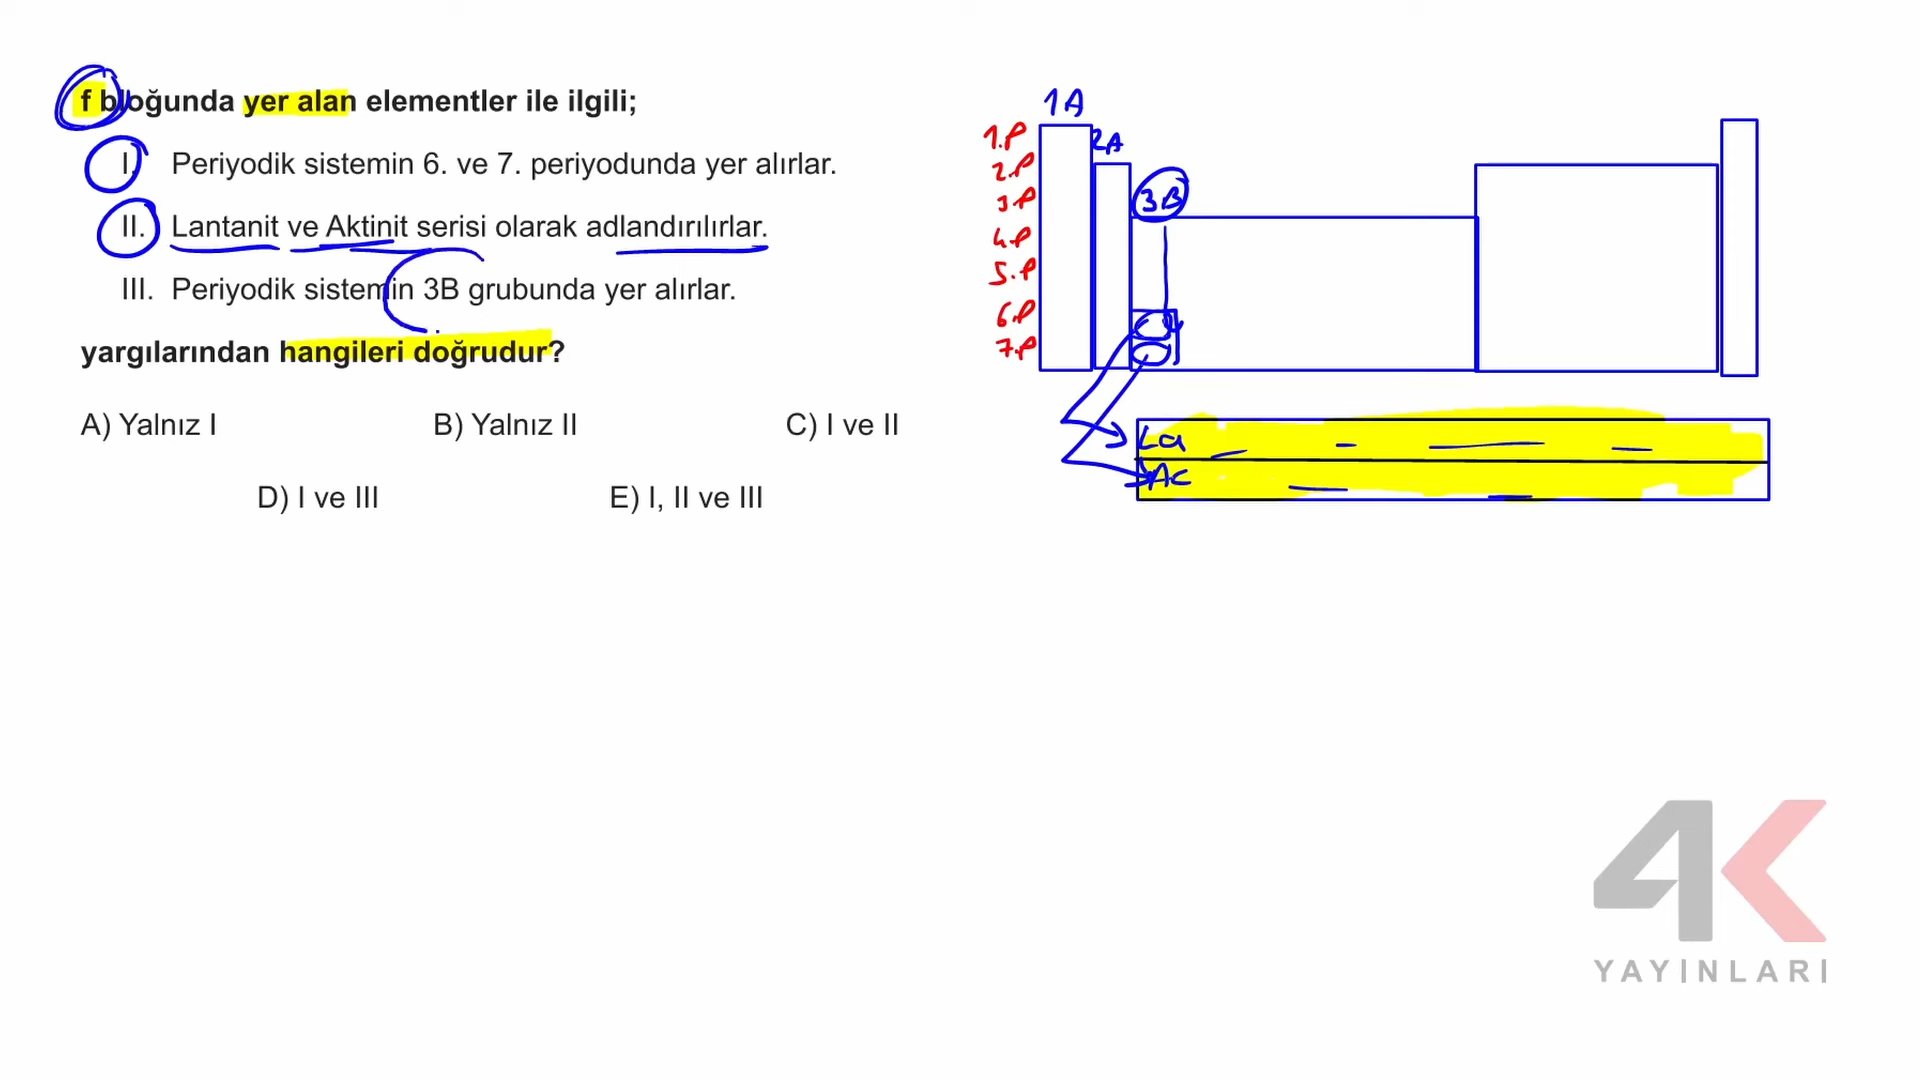 f bloğunda yer alan elementler ile ilgili;
I. Periyodik sistemin 6. ve 7. periyodunda yer alırlar.
II. Lantanit ve Aktinit serisi olarak adlandırılırlar.
III. Periyodik sistemin 3B grubunda yer alırlar.
yargılarından hangileri doğrudur?
A) Yalnız I B) Yalnız II C) I ve II
D) I ve III E) I, II ve III
1A
2A
3B
1.P
2.P
3.P
4.P
5.P
6.P
7.P
La
Ac
4K
YAYINLARI